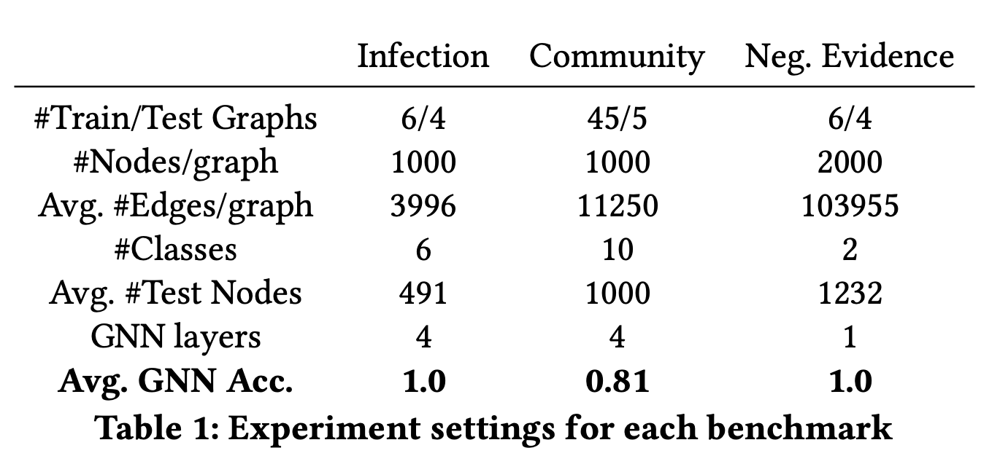 Infection Community Neg. Evidence
#Train/Test Graphs 6/4 45/5 6/4
#Nodes/graph 1000 1000 2000
Avg. #Edges/graph 3996 11250 103955
#Classes 6 10 2
Avg. #Test Nodes 491 1000 1232
GNN layers 4 4 1
Avg. GNN Acc. 1.0 0.81 1.0
Table 1: Experiment settings for each benchmark